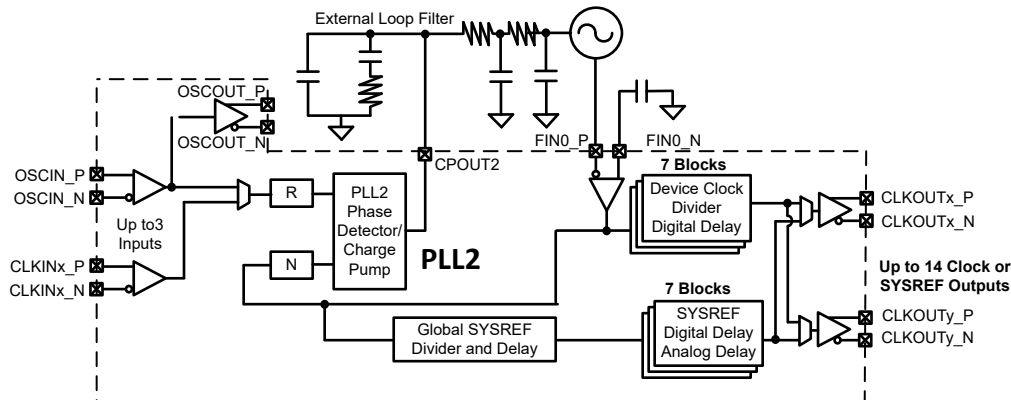 External Loop Filter
OSCOUT_P
OSCOUT_N
FIN0_P
FIN0_N
CPOUT2
OSCIN_P
OSCIN_N
Up to3
Inputs
CLKINx_P
CLKINx_N
R
N
PLL2
Phase
Detector/
Charge
Pump
PLL2
7 Blocks
Device Clock
Divider
Digital Delay
CLKOUTx_P
CLKOUTx_N
Up to 14 Clock or
SYSREF Outputs
Global SYSREF
Divider and Delay
7 Blocks
SYSREF
Digital Delay
Analog Delay
CLKOUTy_P
CLKOUTy_N